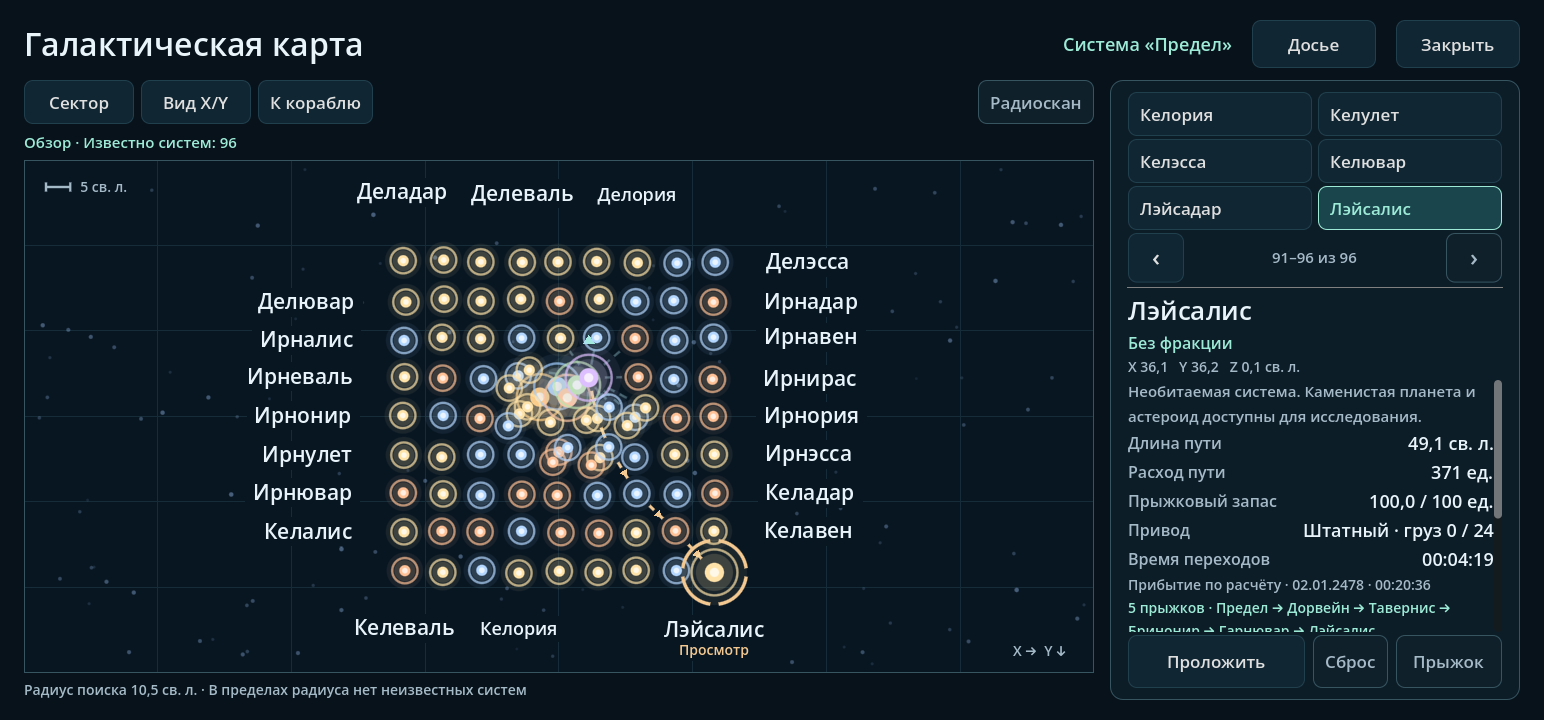 Галактическая карта
Система «Предел»
Досье
Закрыть
Сектор
Вид X/Y
К кораблю
Радиоскан
Обзор · Известно систем: 96
5 св. л.
Деладар
Делеваль
Делория
Делэсса
Делювар
Ирнадар
Ирналис
Ирнавен
Ирневаль
Ирнирас
Ирнонир
Ирнория
Ирнулет
Ирнэсса
Ирнювар
Келадар
Келалис
Келавен
Келеваль
Келория
Лэйсалис
Просмотр
X → Y ↓
Радиус поиска 10,5 св. л. · В пределах радиуса нет неизвестных систем
Келория
Келулет
Келэсса
Келювар
Лэйсадар
Лэйсалис
‹
91–96 из 96
›
Лэйсалис
Без фракции
X 36,1 Y 36,2 Z 0,1 св. л.
Необитаемая система. Каменистая планета и
астероид доступны для исследования.
Длина пути 49,1 св. л.
Расход пути 371 ед.
Прыжковый запас 100,0 / 100 ед.
Привод Штатный · груз 0 / 24
Время переходов 00:04:19
Прибытие по расчёту · 02.01.2478 · 00:20:36
5 прыжков · Предел → Дорвейн → Тавернис →
Бринонир → Гарнювар → Лэйсалис
Проложить
Сброс
Прыжок